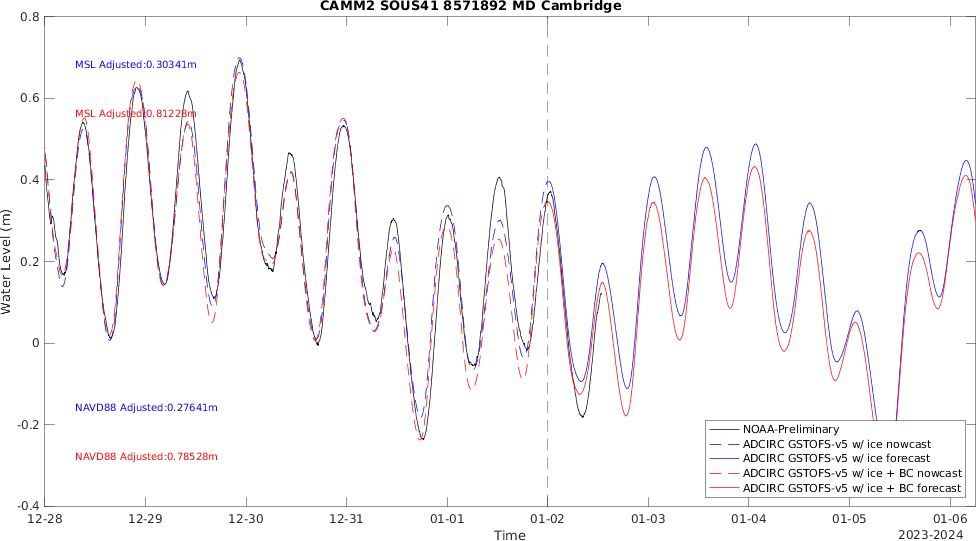 CAMM2 SOUS41 8571892 MD Cambridge
0.8
0.6
0.4
0.2
0
-0.2
-0.4
Water Level (m)
MSL Adjusted:0.30341m
MSL Adjusted:0.81228m
NAVD88 Adjusted:0.27641m
NAVD88 Adjusted:0.78528m
NOAA-Preliminary
ADCIRC GSTOFS-v5 w/ ice nowcast
ADCIRC GSTOFS-v5 w/ ice forecast
ADCIRC GSTOFS-v5 w/ ice + BC nowcast
ADCIRC GSTOFS-v5 w/ ice + BC forecast
12-28 12-29 12-30 12-31 01-01 01-02 01-03 01-04 01-05 01-06
Time
2023-2024